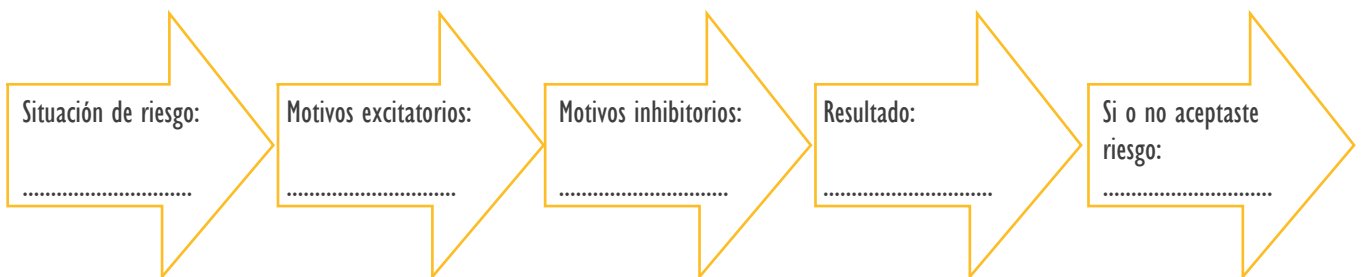 Situación de riesgo:
..............................
Motivos excitatorios:
..............................
Motivos inhibitorios:
..............................
Resultado:
..............................
Si o no aceptaste
riesgo:
..............................